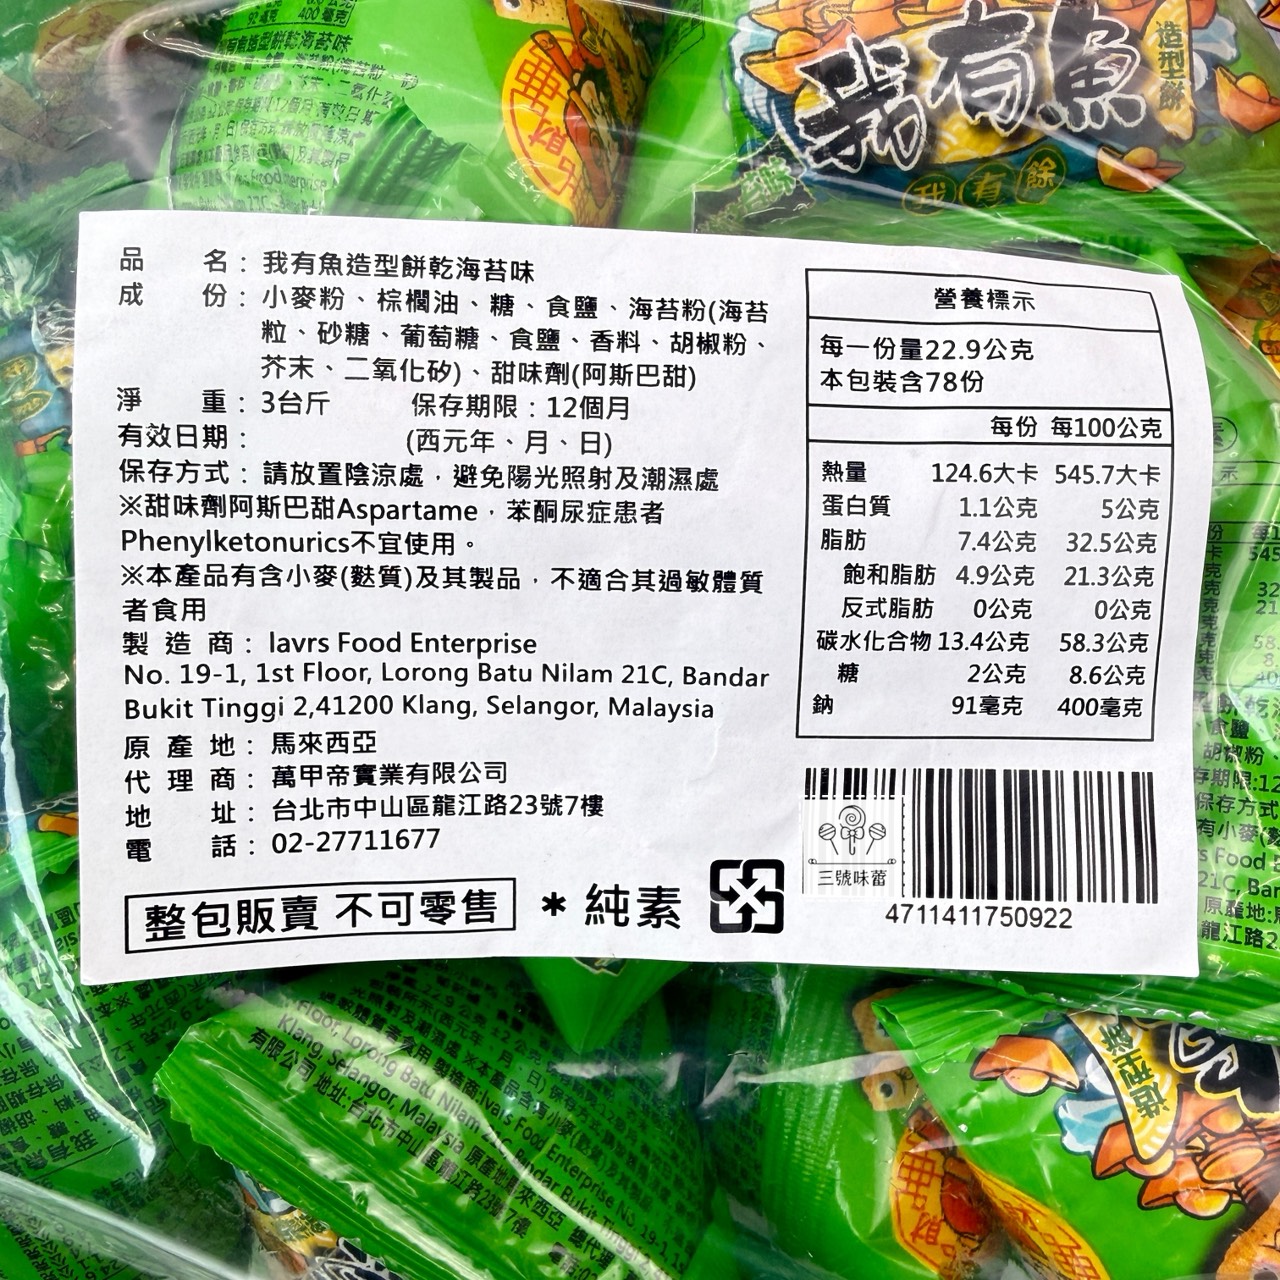 我有魚
造型餅
我有餘
品名：我有魚造型餅乾海苔味
成份：小麥粉、棕櫚油、糖、食鹽、海苔粉(海苔
粒、砂糖、葡萄糖、食鹽、香料、胡椒粉、
芥末、二氧化矽)、甜味劑(阿斯巴甜)
淨重：3台斤 保存期限：12個月
有效日期： (西元年、月、日)
保存方式：請放置陰涼處，避免陽光照射及潮濕處
※甜味劑阿斯巴甜Aspartame，苯酮尿症患者
Phenylketonurics不宜使用。
※本產品有含小麥(麩質)及其製品，不適合其過敏體質
者食用
製造商：lavrs Food Enterprise
No. 19-1, 1st Floor, Lorong Batu Nilam 21C, Bandar
Bukit Tinggi 2,41200 Klang, Selangor, Malaysia
原產地：馬來西亞
代理商：萬甲帝實業有限公司
地址：台北市中山區龍江路23號7樓
電話：02-27711677
整包販賣 不可零售 ＊純素
營養標示
每一份量22.9公克
本包裝含78份
每份 每100公克
熱量 124.6大卡 545.7大卡
蛋白質 1.1公克 5公克
脂肪 7.4公克 32.5公克
飽和脂肪 4.9公克 21.3公克
反式脂肪 0公克 0公克
碳水化合物 13.4公克 58.3公克
糖 2公克 8.6公克
鈉 91毫克 400毫克
三號味蕾
4711411750922
造型餅